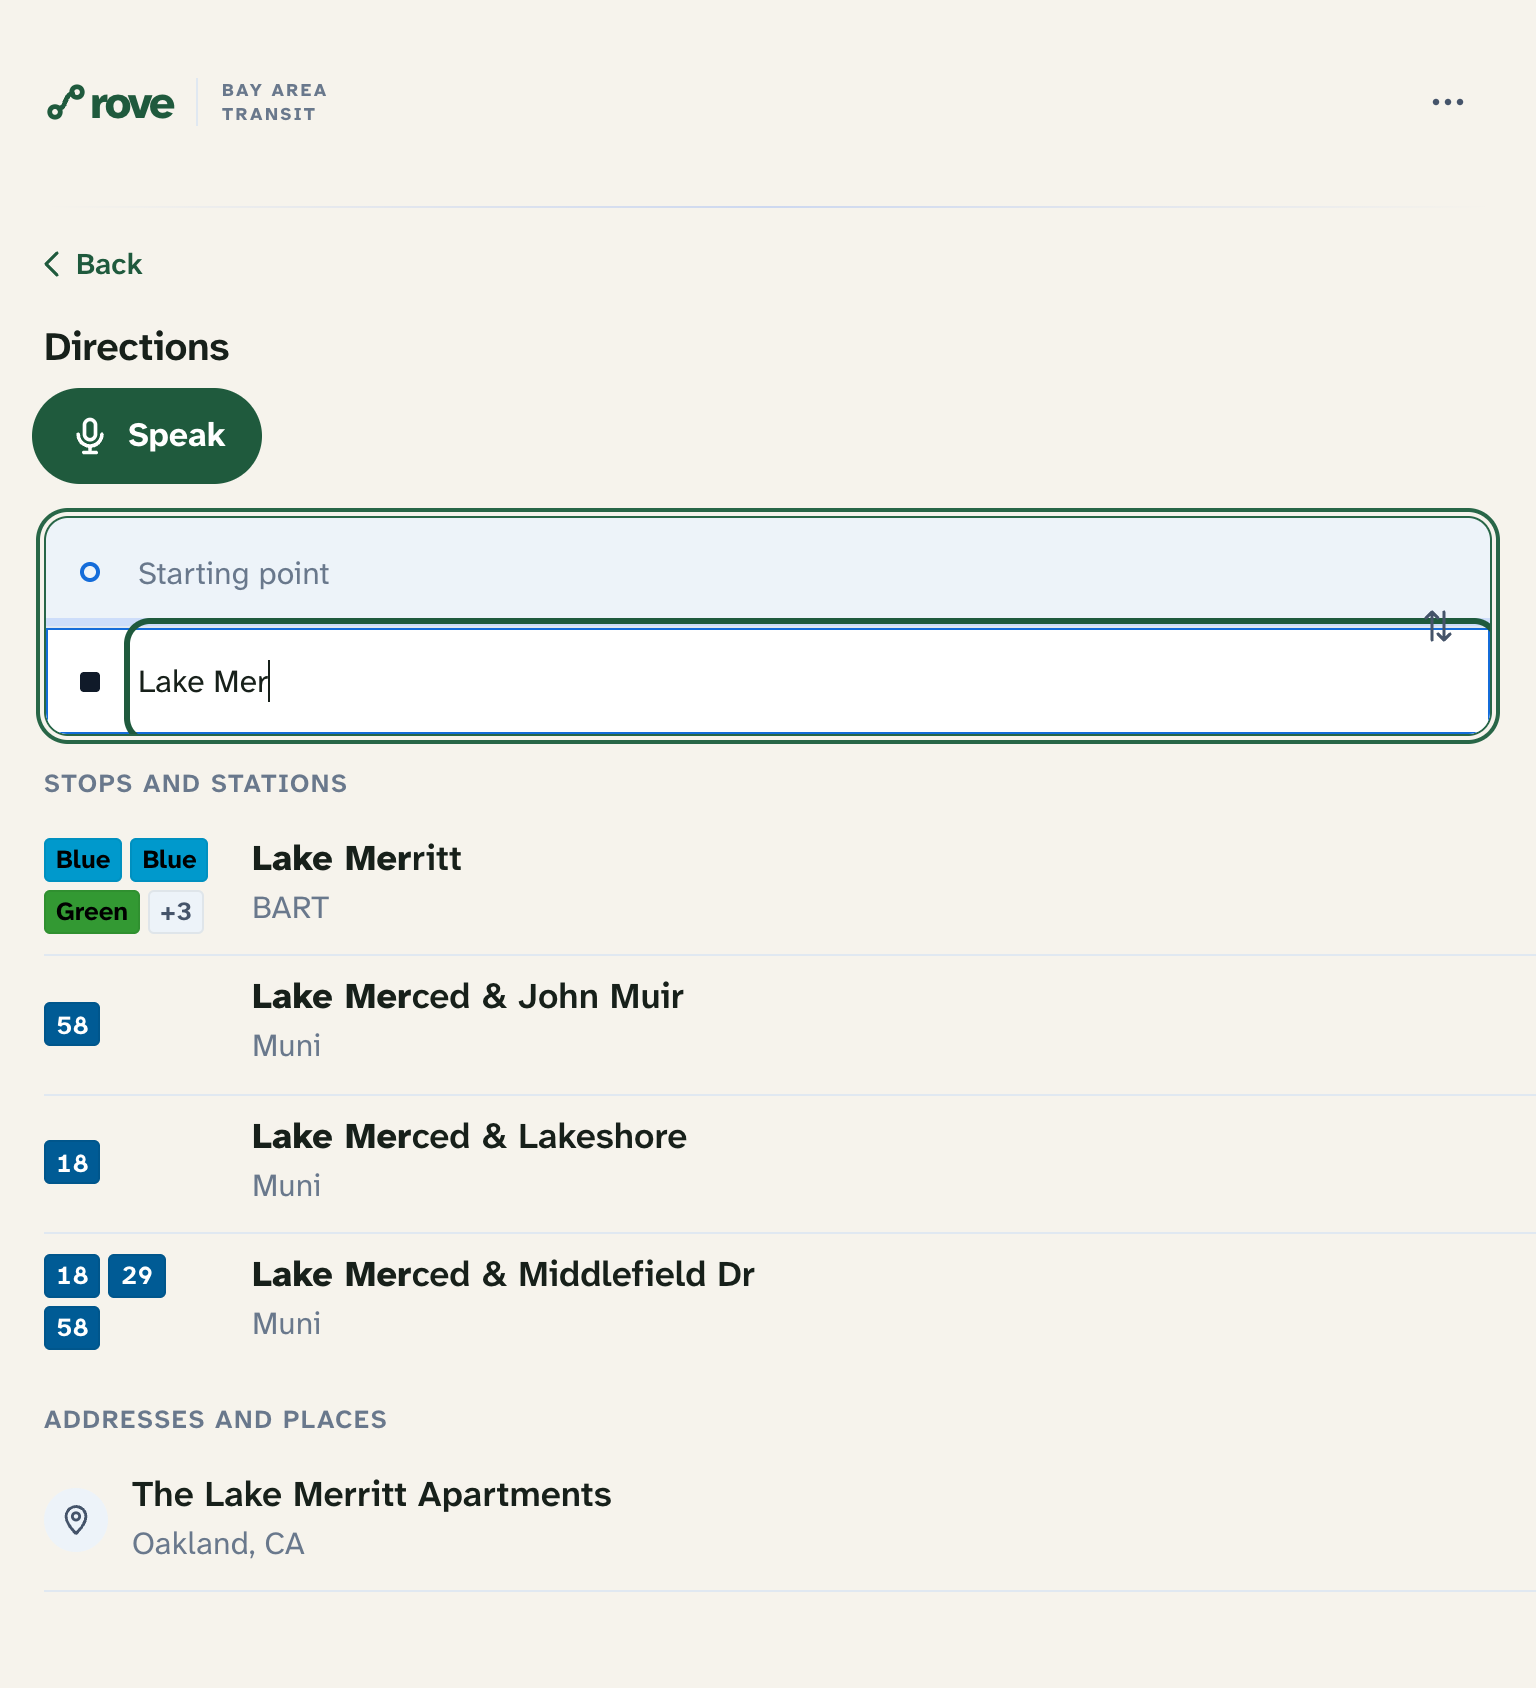 rove
BAY AREA
TRANSIT
Back
Directions
Speak
Starting point
Lake Mer
STOPS AND STATIONS
Blue Blue
Green +3
Lake Merritt
BART
58
Lake Merced & John Muir
Muni
18
Lake Merced & Lakeshore
Muni
18 29
58
Lake Merced & Middlefield Dr
Muni
ADDRESSES AND PLACES
The Lake Merritt Apartments
Oakland, CA